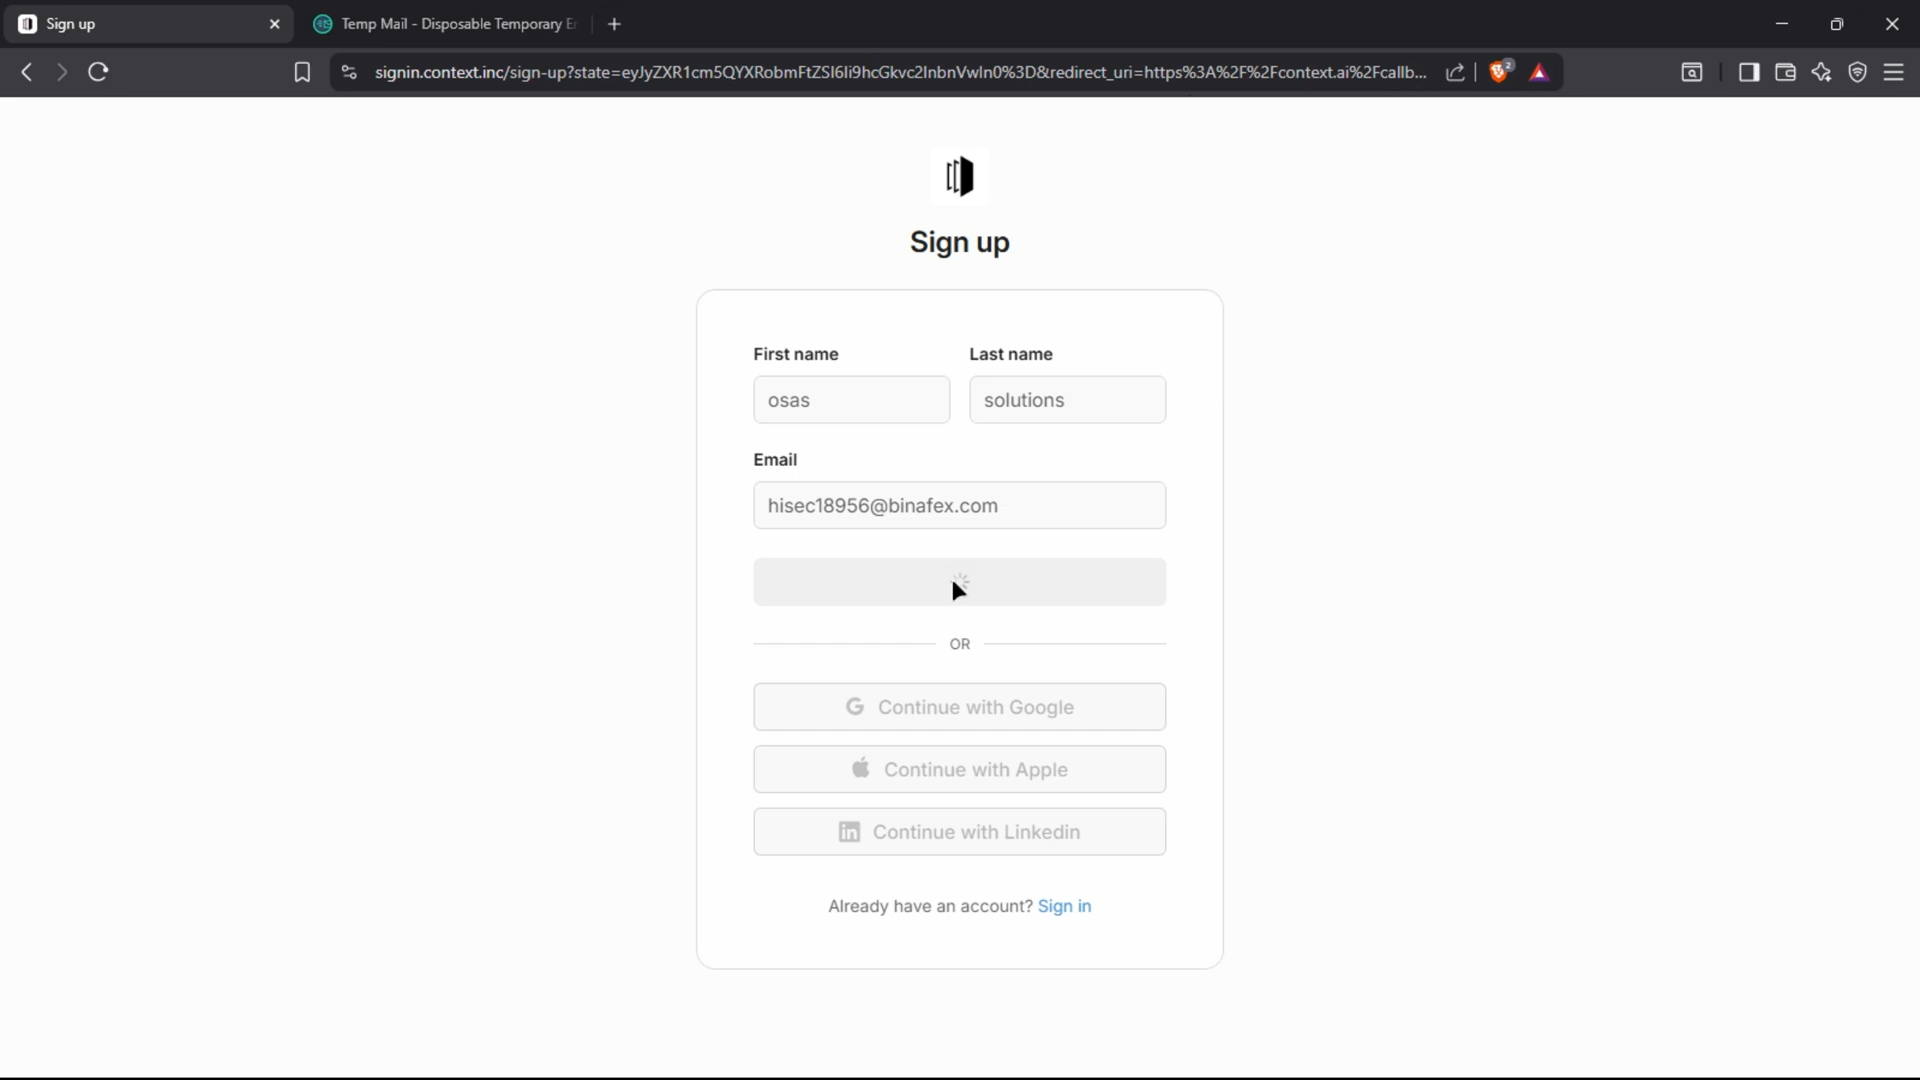 Sign up
Temp Mail - Disposable Temporary E
signin.context.inc/sign-up?state=eyJyZXR1cm5QYXRobmFtZSI6Ii9hcGkvc2lnbnVwIn0%3D&redirect_uri=https%3A%2F%2Fcontext.ai%2Fcallb...
2
Sign up
First name
Last name
osas
solutions
Email
hisec18956@binafex.com
OR
Continue with Google
Continue with Apple
in Continue with Linkedin
Already have an account? Sign in